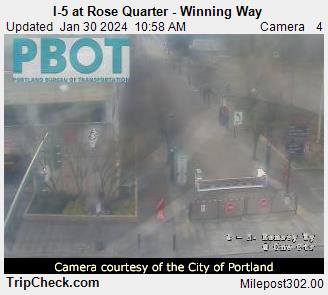 I-5 at Rose Quarter - Winning Way
Updated Jan 30 2024 10:58 AM Camera 4
PBOT
PORTLAND BUREAU OF TRANSPORTATION
Camera courtesy of the City of Portland
TripCheck.com Milepost302.00